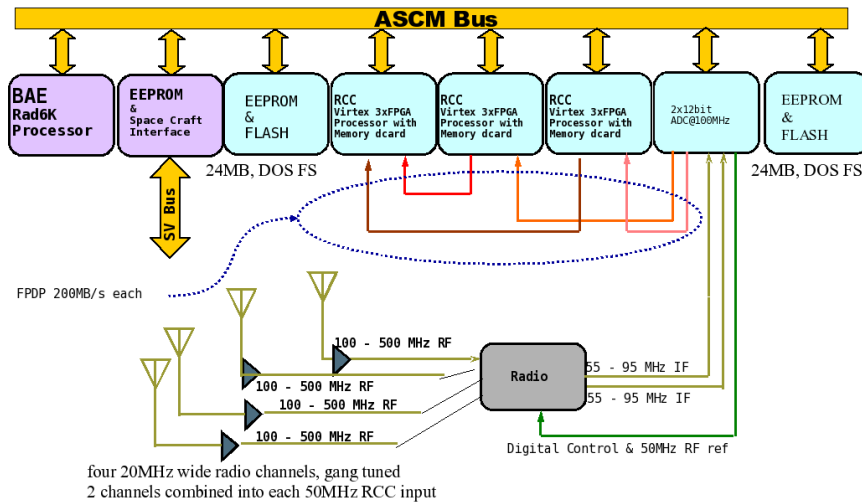 ASCM Bus
BAE
Rad6K
Processor
EEPROM
&
Space Craft
Interface
EEPROM
&
FLASH
RCC
Virtex 3xFPGA
Processor with
Memory dcard
RCC
Virtex 3xFPGA
Processor with
Memory dcard
RCC
Virtex 3xFPGA
Processor with
Memory dcard
2x12bit
ADC@100MHz
EEPROM
&
FLASH
24MB, DOS FS
24MB, DOS FS
SV Bus
FPDP 200MB/s each
100 - 500 MHz RF
100 - 500 MHz RF
100 - 500 MHz RF
100 - 500 MHz RF
Radio
55 - 95 MHz IF
55 - 95 MHz IF
Digital Control & 50MHz RF ref
four 20MHz wide radio channels, gang tuned
2 channels combined into each 50MHz RCC input